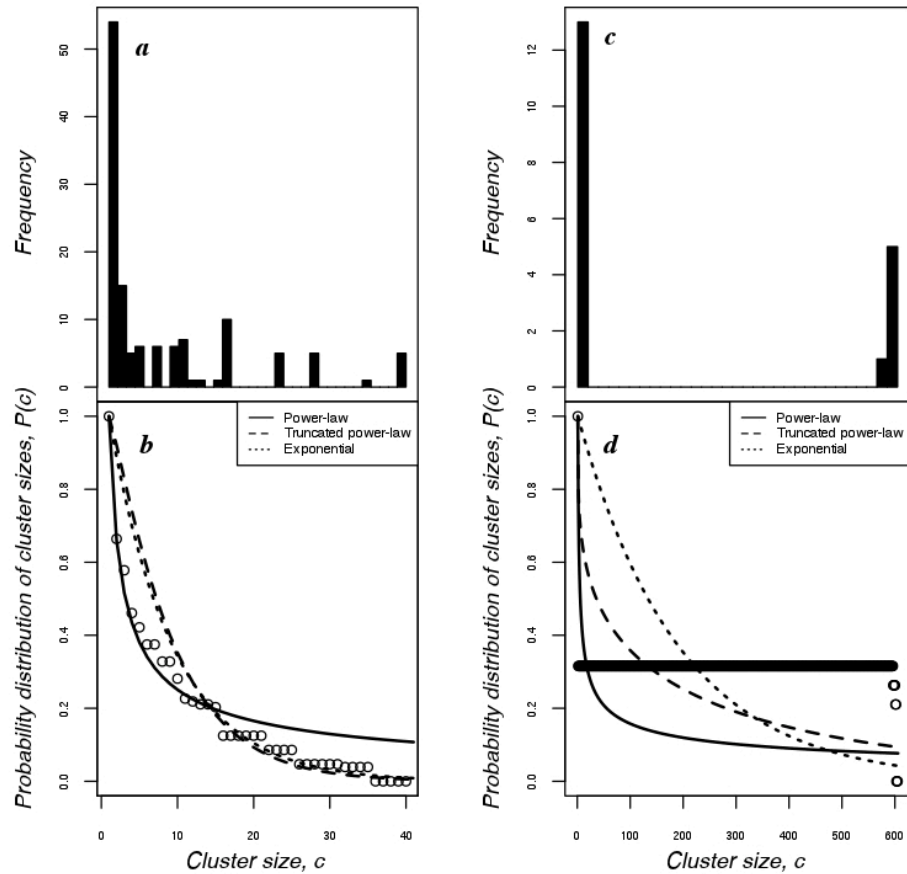 a
Frequency
0 10 20 30 40 50
c
Frequency
0 2 4 6 8 10 12
b
Power-law
Truncated power-law
Exponential
Probability distribution of cluster sizes, P(c)
0.0 0.2 0.4 0.6 0.8 1.0
0 10 20 30 40
Cluster size, c
d
Power-law
Truncated power-law
Exponential
Probability distribution of cluster sizes, P(c)
0.0 0.2 0.4 0.6 0.8 1.0
0 100 200 300 400 500 600
Cluster size, c